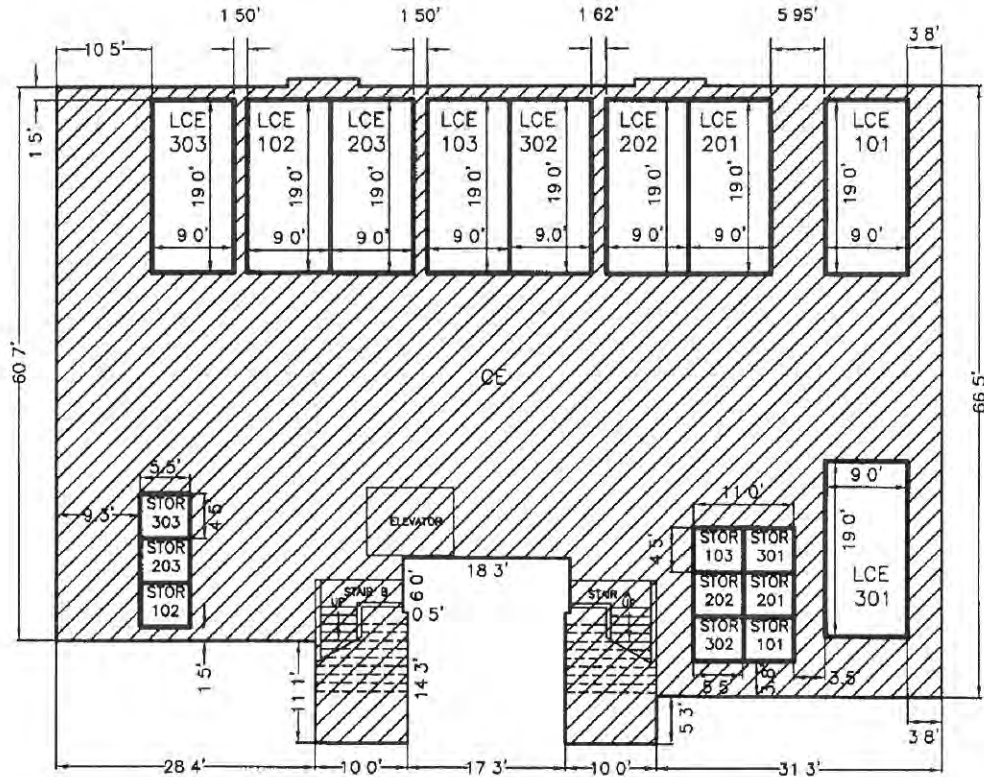 1 50'
1 50'
1 62'
5 95'
10 5'
3 8'
1 5'
LCE 303
LCE 102
LCE 203
LCE 103
LCE 302
LCE 202
LCE 201
LCE 101
19 0'
19 0'
19 0'
19 0'
19 0'
19 0'
19 0'
19 0'
9 0'
9 0'
9 0'
9 0'
9.0'
9 0'
9 0'
9 0'
60 7'
CE
66 5'
5.5'
9.3'
STOR 303
4 5'
STOR 203
STOR 102
1 5'
ELEVATOR
18 3'
STAIR B
UP
6 0'
0 5'
STAIR A
UP
11 1'
14 3'
11 0'
4 5'
STOR 103
STOR 301
STOR 202
STOR 201
STOR 302
STOR 101
5 5'
3 8'
3 5'
9 0'
19 0'
LCE 301
5 3'
3 8'
28 4'
10 0'
17 3'
10 0'
31 3'